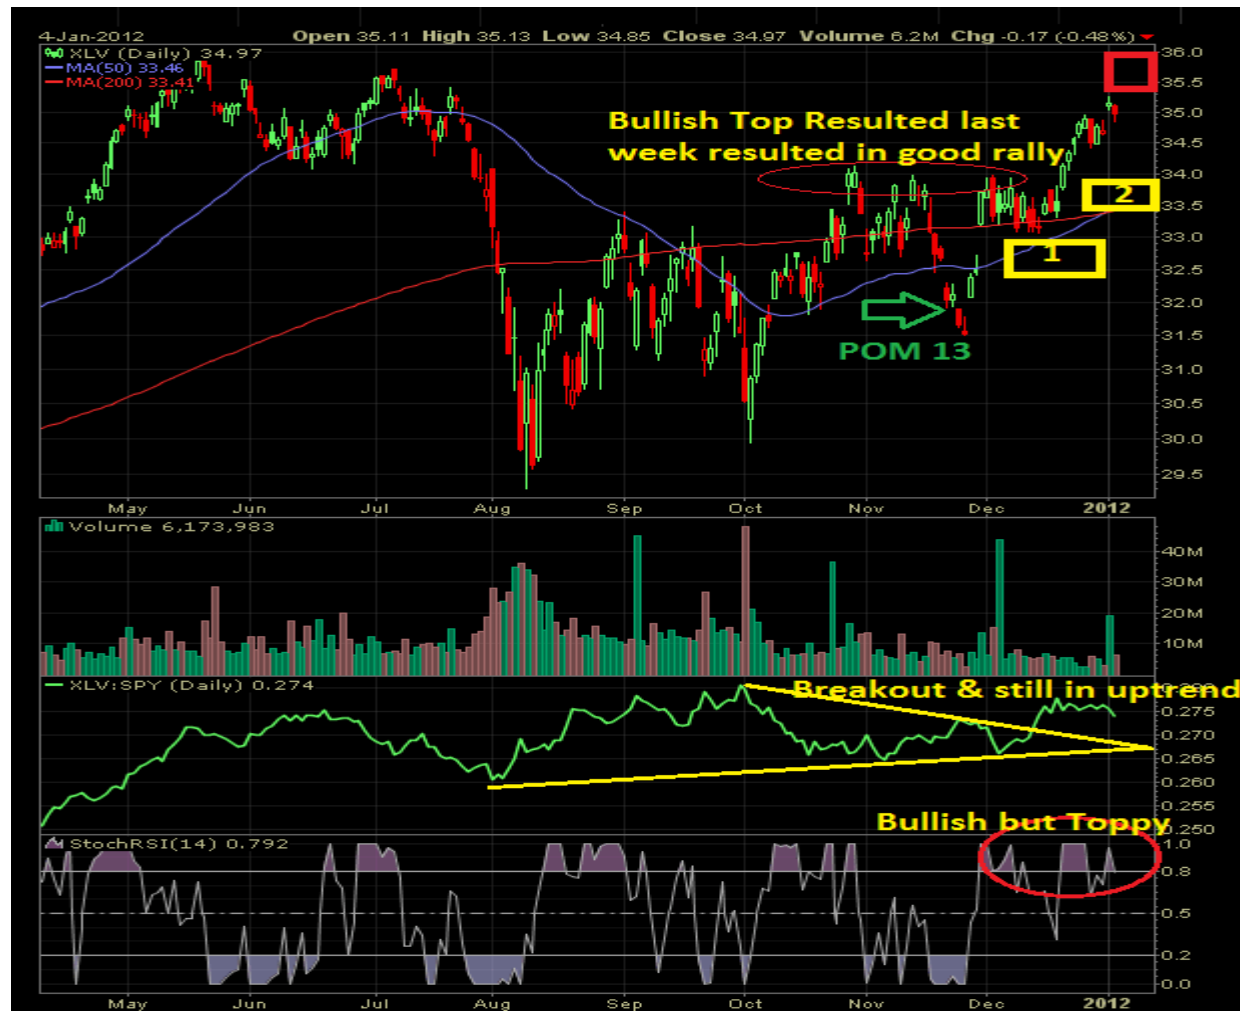 4-Jan-2012 Open 35.11 High 35.13 Low 34.85 Close 34.97 Volume 6.2M Chg -0.17 (-0.48%)
XLV (Daily) 34.97
MA(50) 33.46
MA(200) 33.41
36.0
35.5
35.0
34.5
34.0
33.5
33.0
32.5
32.0
31.5
31.0
30.5
30.0
29.5
Bullish Top Resulted last
week resulted in good rally
2
1
POM 13
May Jun Jul Aug Sep Oct Nov Dec 2012
Volume 6,173,983
40M
30M
20M
10M
XLV:SPY (Daily) 0.274
Breakout & still in uptrend
0.275
0.270
0.265
0.260
0.255
0.250
Bullish but Toppy
StochRSI(14) 0.792
1.0
0.8
0.5
0.2
0.0
May Jun Jul Aug Sep Oct Nov Dec 2012